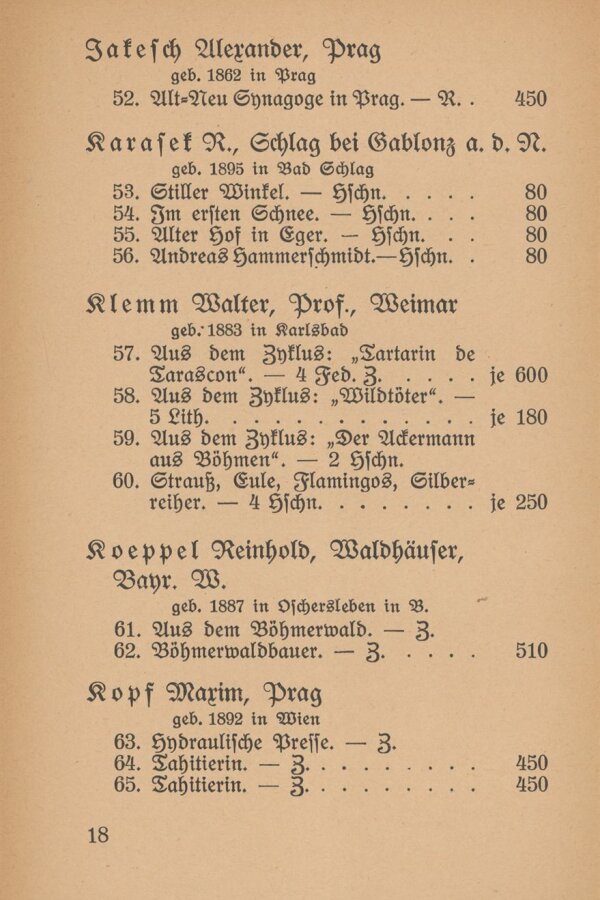 Jakesch Alexander, Prag
geb. 1862 in Prag
52. Alt-Neu Synagoge in Prag. — R. . 450
Karasek R., Schlag bei Gablonz a. d. N.
geb. 1895 in Bad Schlag
53. Stiller Winkel. — Hschn. . . . . 80
54. Im ersten Schnee. — Hschn. . . . 80
55. Alter Hof in Eger. — Hschn. . . 80
56. Andreas Hammerschmidt.—Hschn. . 80
Klemm Walter, Prof., Weimar
geb. 1883 in Karlsbad
57. Aus dem Zyklus: „Tartarin de
Tarascon“. — 4 Fed. Z. . . . . . je 600
58. Aus dem Zyklus: „Wildtöter“. —
5 Lith. . . . . . . . . . . . . je 180
59. Aus dem Zyklus: „Der Ackermann
aus Böhmen“. — 2 Hschn.
60. Strauß, Eule, Flamingos, Silber-
reiher. — 4 Hschn. . . . . . . . je 250
Koeppel Reinhold, Waldhäuser,
Bayr. W.
geb. 1887 in Oschersleben in B.
61. Aus dem Böhmerwald. — Z.
62. Böhmerwaldbauer. — Z. . . . . 510
Kopf Maxim, Prag
geb. 1892 in Wien
63. Hydraulische Presse. — Z.
64. Tahitierin. — Z. . . . . . . . . 450
65. Tahitierin. — Z. . . . . . . . . 450
18